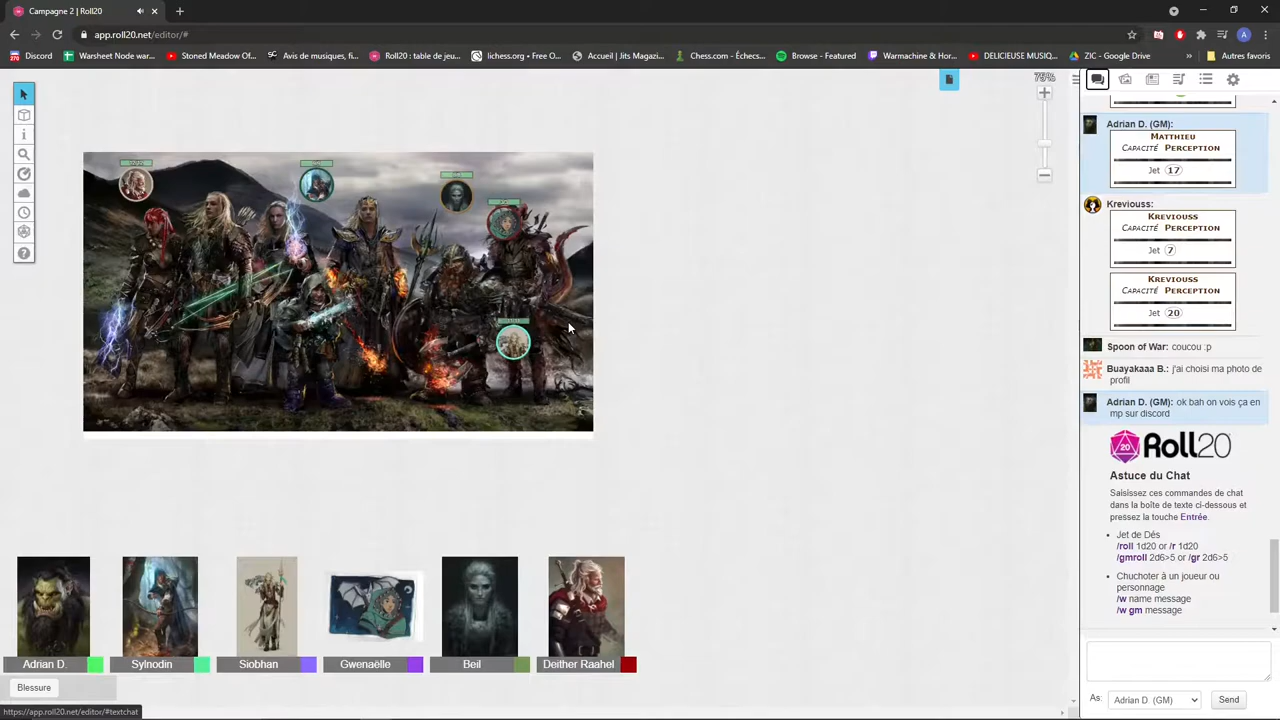 Campagne 2 | Roll20
app.roll20.net/editor/#
Discord
Warsheet Node war...
Stoned Meadow Of...
Avis de musiques, fi...
Roll20 : table de jeu...
lichess.org • Free O...
Accueil | Jits Magazi...
Chess.com - Échecs...
Browse - Featured
Warmachine & Hor...
DELICIEUSE MUSIQ...
ZIC - Google Drive
Autres favoris
75%
Adrian D. (GM):
Matthieu
Capacité Perception
Jet 17
Kreviouss:
Kreviouss
Capacité Perception
Jet 7
Kreviouss
Capacité Perception
Jet 20
Spoon of War: coucou :p
Buayakaaa B.: j'ai choisi ma photo de
profil
Adrian D. (GM): ok bah on vois ça en
mp sur discord
Roll20
Astuce du Chat
Saisissez ces commandes de chat
dans la boîte de texte ci-dessous et
pressez la touche Entrée.
Jet de Dés
/roll 1d20 or /r 1d20
/gmroll 2d6>5 or /gr 2d6>5
Chuchoter à un joueur ou
personnage
/w name message
/w gm message
As: Adrian D. (GM) Send
Adrian D.
Sylnodin
Siobhan
Gwenaëlle
Beil
Deither Raahel
Blessure
https://app.roll20.net/editor/#textchat